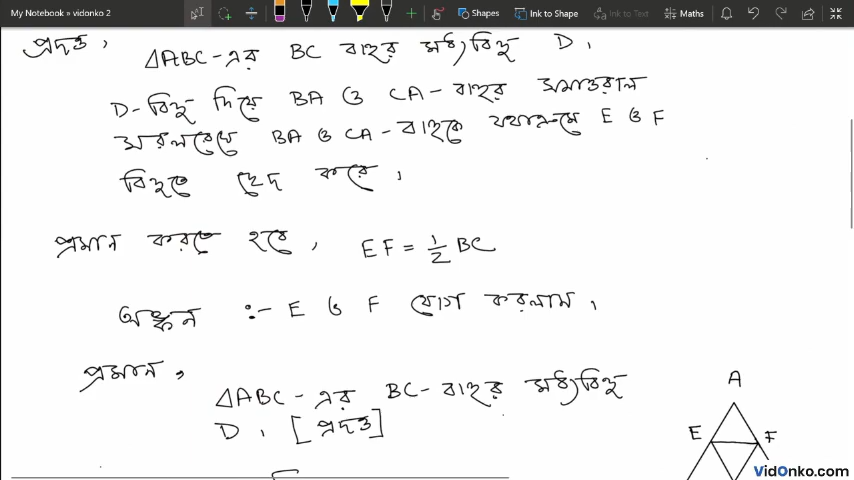 My Notebook » vidonko 2
Shapes Ink to Shape Ink to Text Maths
প্রদত্ত,
△ABC-এর BC বাহুর মধ্যবিন্দু D,
D-বিন্দু দিয়ে BA ও CA-বাহুর সমান্তরাল
সরলরেখা BA ও CA-বাহুকে যথাক্রমে E ও F
বিন্দুতে ছেদ করে,
প্রমান করতে হবে, EF = 1/2 BC
অঙ্কন :- E ও F যোগ করলাম,
প্রমান,
△ABC-এর BC-বাহুর মধ্যবিন্দু
D, [প্রদত্ত]
A
E F
VidOnko.com